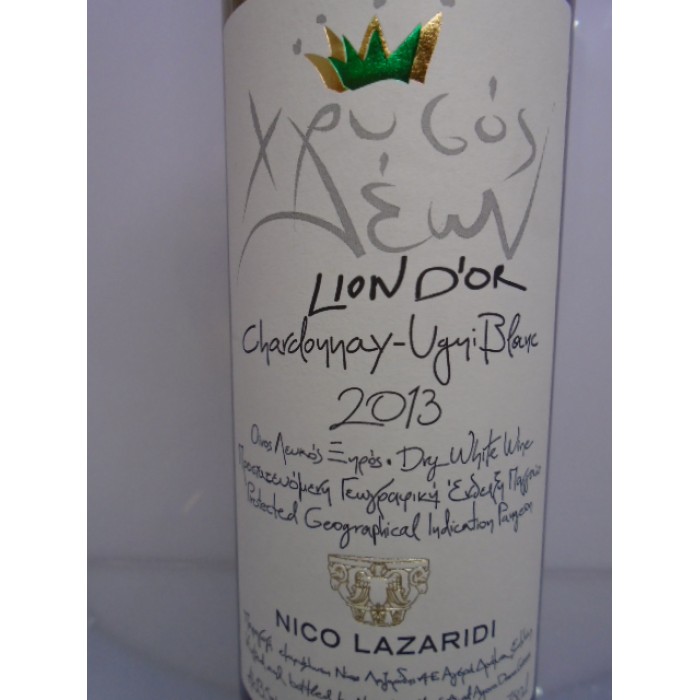 χρυσός
Λέων
LION D'OR
Chardonnay-Ugni Blanc
2013
Οίνος Λευκός Ξηρός • Dry White Wine
Προστατευόμενη Γεωγραφική Ένδειξη Παγγαίο
Protected Geographical Indication Pangeon
NICO LAZARIDI